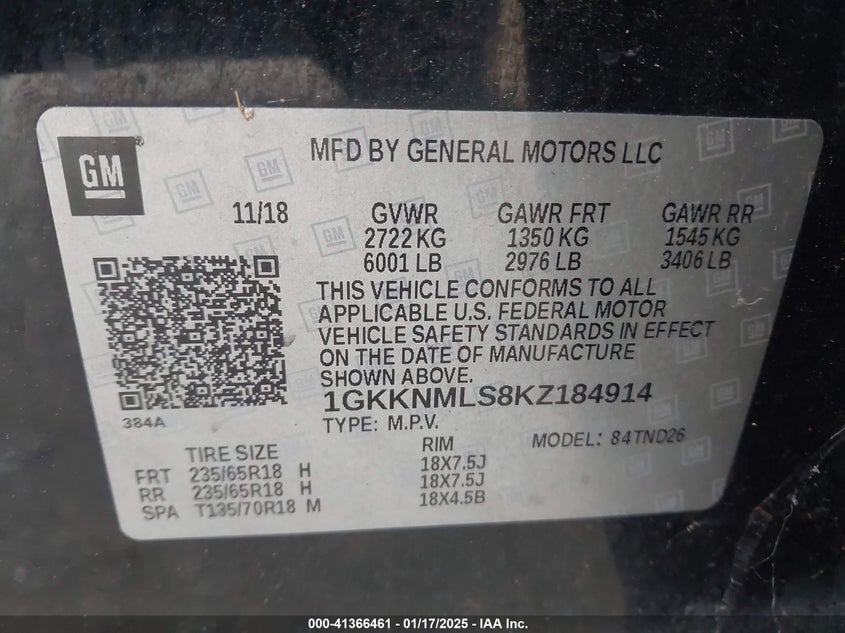 GM
MFD BY GENERAL MOTORS LLC
11/18 GVWR GAWR FRT GAWR RR
2722 KG 1350 KG 1545 KG
6001 LB 2976 LB 3406 LB
THIS VEHICLE CONFORMS TO ALL
APPLICABLE U.S. FEDERAL MOTOR
VEHICLE SAFETY STANDARDS IN EFFECT
ON THE DATE OF MANUFACTURE
SHOWN ABOVE.
1GKKNMLS8KZ184914
384A
TYPE: M.P.V. MODEL: 84TND26
TIRE SIZE RIM
FRT 235/65R18 H 18X7.5J
RR 235/65R18 H 18X7.5J
SPA T135/70R18 M 18X4.5B
000-41366461 - 01/17/2025 - IAA Inc.